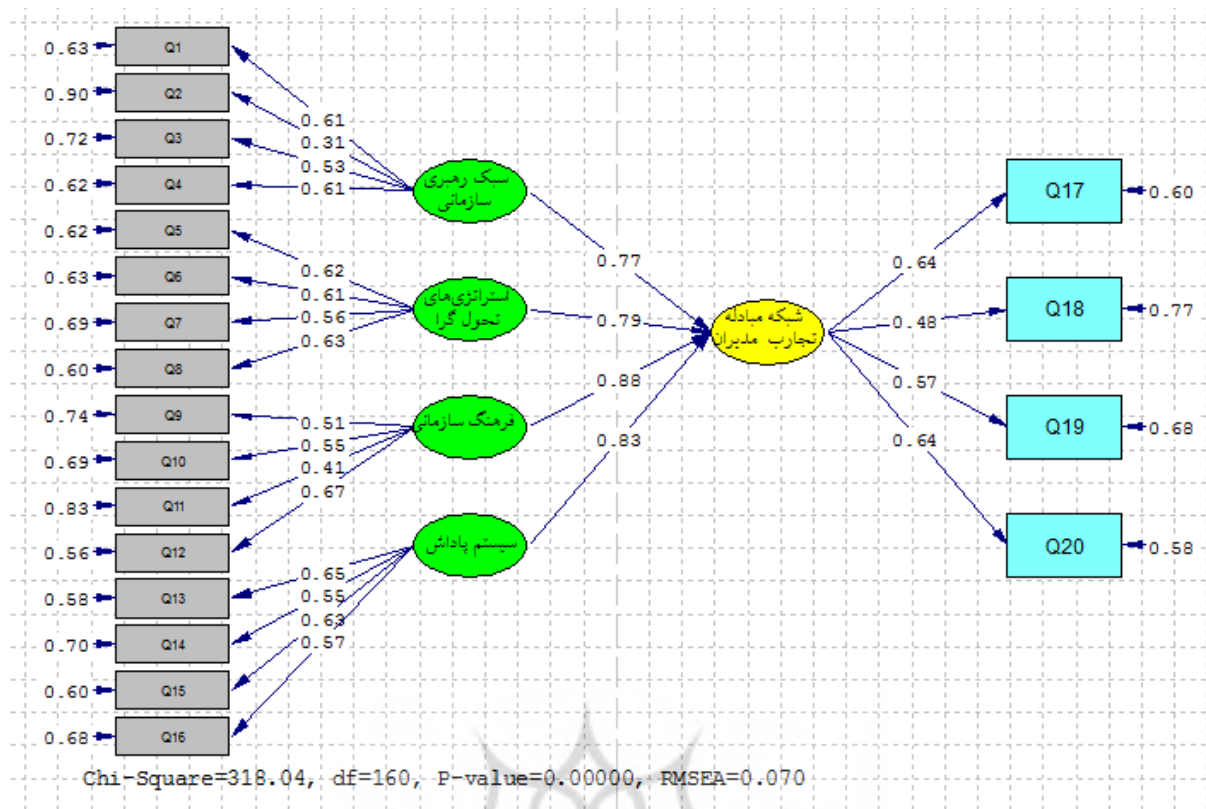 0.63
Q1
0.90
Q2
0.72
Q3
0.62
Q4
0.62
Q5
0.63
Q6
0.69
Q7
0.60
Q8
0.74
Q9
0.69
Q10
0.83
Q11
0.56
Q12
0.58
Q13
0.70
Q14
0.60
Q15
0.68
Q16
0.61
0.31
0.53
0.61
0.62
0.61
0.56
0.63
0.51
0.55
0.41
0.67
0.65
0.55
0.63
0.57
سبک رهبری
سازمانی
استراتژی‌های
تحول گرا
فرهنگ سازمانی
سیستم پاداش
0.77
0.79
0.88
0.83
شبکه مبادله
تجارب مدیران
0.64
0.48
0.57
0.64
Q17
0.60
Q18
0.77
Q19
0.68
Q20
0.58
Chi-Square=318.04, df=160, P-value=0.00000, RMSEA=0.070